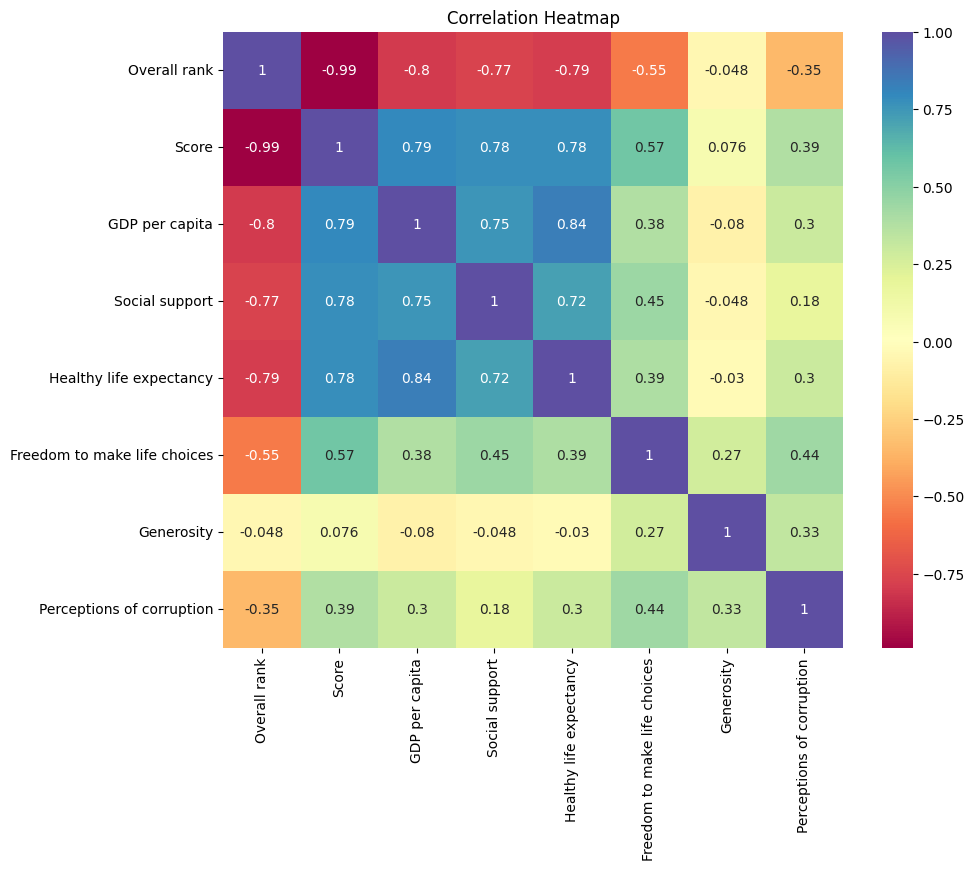 Correlation Heatmap
Overall rank 1 -0.99 -0.8 -0.77 -0.79 -0.55 -0.048 -0.35
Score -0.99 1 0.79 0.78 0.78 0.57 0.076 0.39
GDP per capita -0.8 0.79 1 0.75 0.84 0.38 -0.08 0.3
Social support -0.77 0.78 0.75 1 0.72 0.45 -0.048 0.18
Healthy life expectancy -0.79 0.78 0.84 0.72 1 0.39 -0.03 0.3
Freedom to make life choices -0.55 0.57 0.38 0.45 0.39 1 0.27 0.44
Generosity -0.048 0.076 -0.08 -0.048 -0.03 0.27 1 0.33
Perceptions of corruption -0.35 0.39 0.3 0.18 0.3 0.44 0.33 1
Overall rank
Score
GDP per capita
Social support
Healthy life expectancy
Freedom to make life choices
Generosity
Perceptions of corruption
1.00
0.75
0.50
0.25
0.00
-0.25
-0.50
-0.75